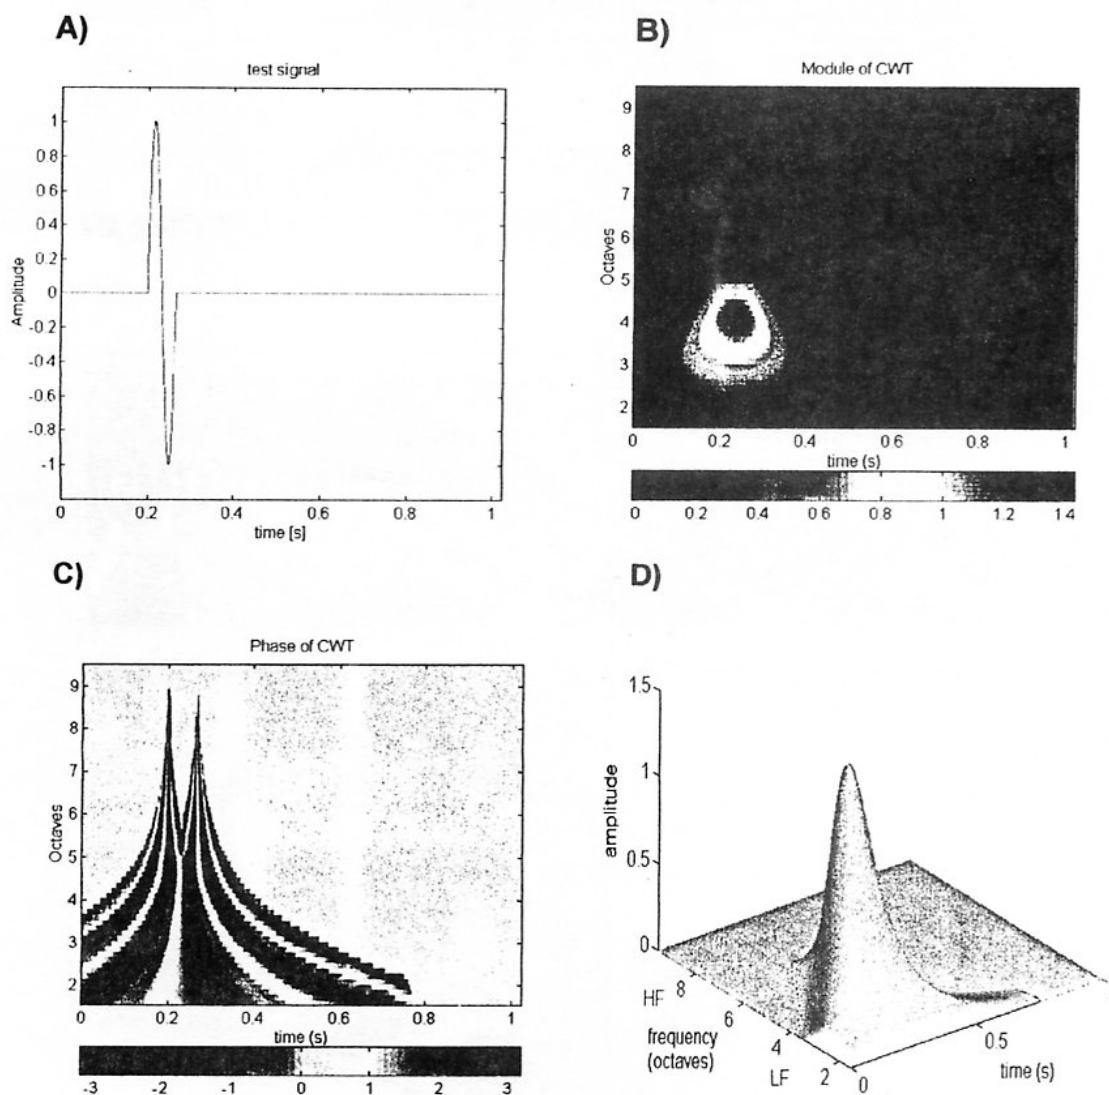 A)
test signal
Amplitude
1
0.8
0.6
0.4
0.2
0
-0.2
-0.4
-0.6
-0.8
-1
0 0.2 0.4 0.6 0.8 1
time [s]
B)
Module of CWT
Octaves
9
8
7
6
5
4
3
2
0 0.2 0.4 0.6 0.8 1
time (s)
0 0.2 0.4 0.6 0.8 1 1.2 1.4
C)
Phase of CWT
Octaves
9
8
7
6
5
4
3
2
0 0.2 0.4 0.6 0.8 1
time (s)
-3 -2 -1 0 1 2 3
D)
amplitude
1.5
1
0.5
0
HF 8 6 4 2
LF
frequency
(octaves)
0 0.5
time (s)